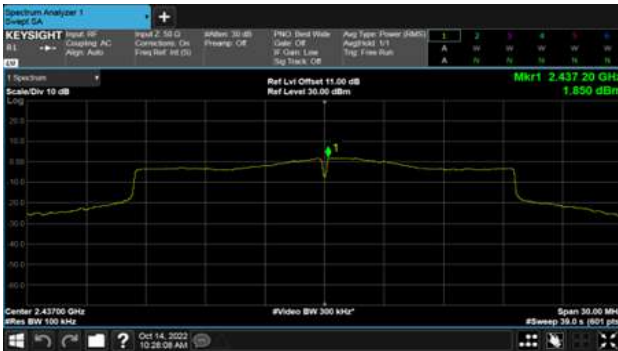 Spectrum Analyzer 1
Swept SA
+
KEYSIGHT Input: RF
R1 Coupling: AC
Align: Auto
Input Z: 50 Ω
Corrections: On
Freq Ref: Int (S)
#Atten: 30 dB
Preamp: Off
PNO: Best Wide
Gate: Off
IF Gain: Low
Sig Track: Off
Avg Type: Power (RMS)
Avg|Hold: 1/1
Trig: Free Run
1 2 3 4 5 6
A W W W W W
A N N N N N
LW
1 Spectrum
Scale/Div 10 dB
Log
Ref Lvl Offset 11.00 dB
Ref Level 30.00 dBm
Mkr1 2.437 20 GHz
1.850 dBm
1
20.0
10.0
0.00
-10.0
-20.0
-30.0
-40.0
-50.0
-60.0
Center 2.43700 GHz
#Res BW 100 kHz
#Video BW 300 kHz*
Span 30.00 MHz
#Sweep 39.0 s (601 pts)
?
Oct 14, 2022
10:28:08 AM